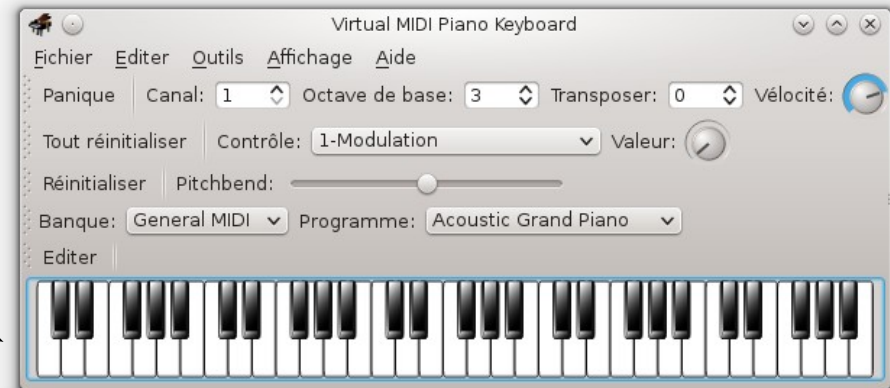 Virtual MIDI Piano Keyboard
Fichier Editer Outils Affichage Aide
Panique Canal: 1 Octave de base: 3 Transposer: 0 Vélocité:
Tout réinitialiser Contrôle: 1-Modulation Valeur:
Réinitialiser Pitchbend:
Banque: General MIDI Programme: Acoustic Grand Piano
Editer